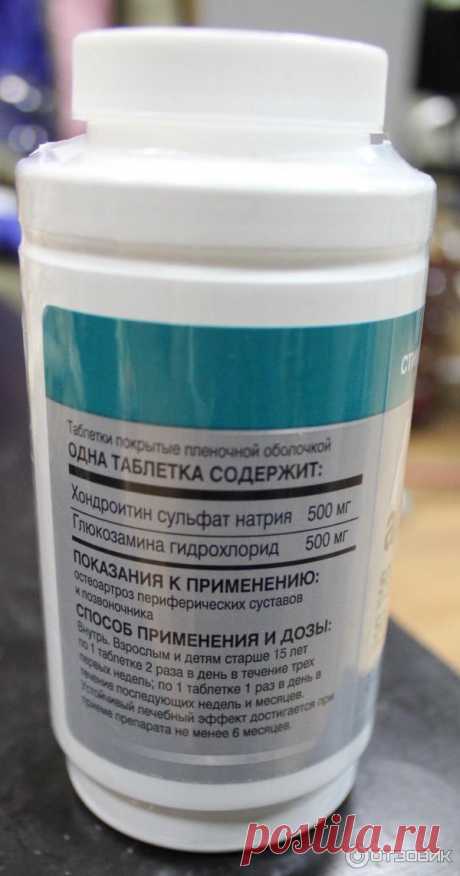 Таблетки покрытые пленочной оболочкой
ОДНА ТАБЛЕТКА СОДЕРЖИТ:
Хондроитин сульфат натрия 500 мг
Глюкозамина гидрохлорид 500 мг
ПОКАЗАНИЯ К ПРИМЕНЕНИЮ:
остеоартроз периферических суставов
и позвоночника
СПОСОБ ПРИМЕНЕНИЯ И ДОЗЫ:
Внутрь. Взрослым и детям старше 15 лет
по 1 таблетке 2 раза в день в течение трех
первых недель; по 1 таблетке 1 раз в день в
течение последующих недель и месяцев.
Устойчивый лечебный эффект достигается при
приеме препарата не менее 6 месяцев.
ОТЗОВИК
postila.ru